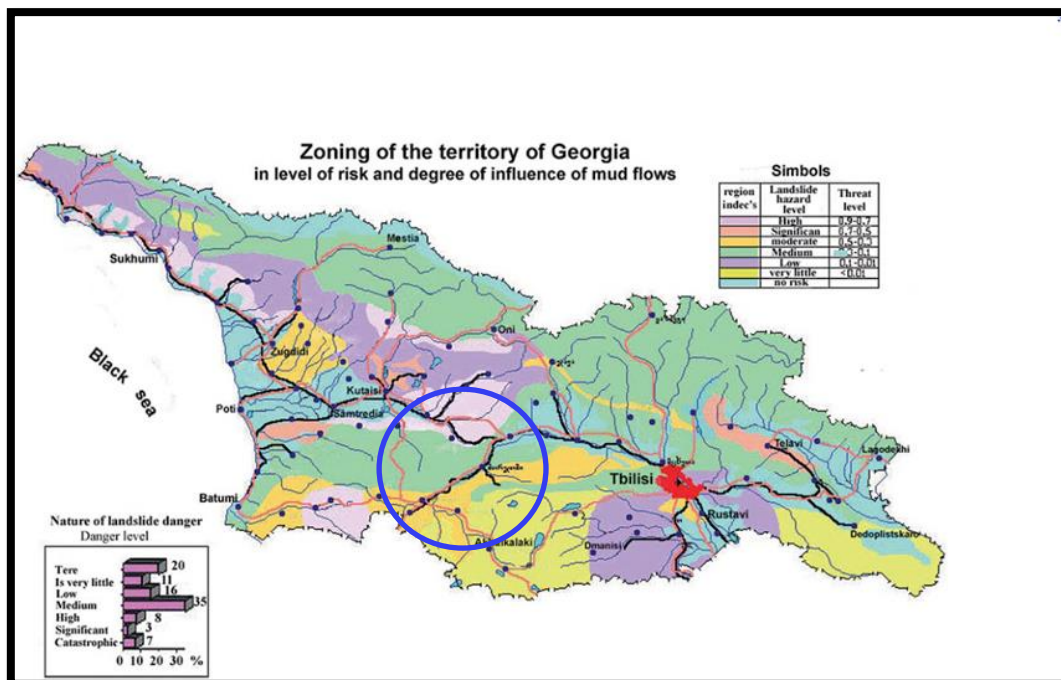 Zoning of the territory of Georgia
in level of risk and degree of influence of mud flows
Simbols
region indec's
Landslide hazard level
Threat level
High 0,9-0,7
Significan 0,7-0,5
moderate
Medium
Low 0,1-0,01
very little <0,01
no risk
Mestia
Sukhumi
Oni
Zugdidi
Black sea
Kutaisi
Poti
Samtredia
Telavi
Lagodekhi
Tbilisi
Batumi
Rustavi
Dedoplistskaro
Akhalkalaki
Dmanisi
Nature of landslide danger
Danger level
Tere 20
Is very little 11
Low 16
Medium 35
High 8
Significant 3
Catastrophic 7
0 10 20 30 %